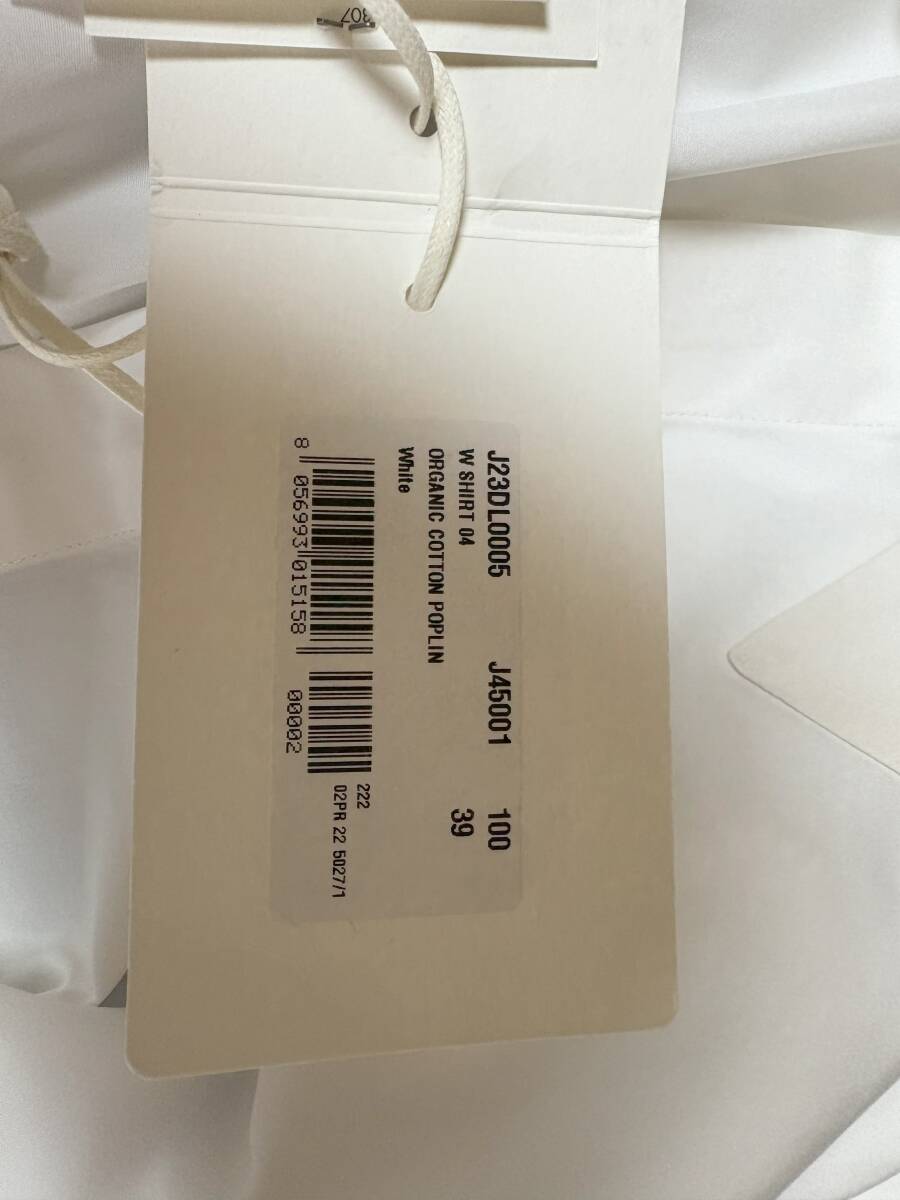 J23DL0005 J45001 100
W SHIRT 04 39
ORGANIC COTTON POPLIN
White
8 056993 015158 00002
222
02PR 22 5027/1